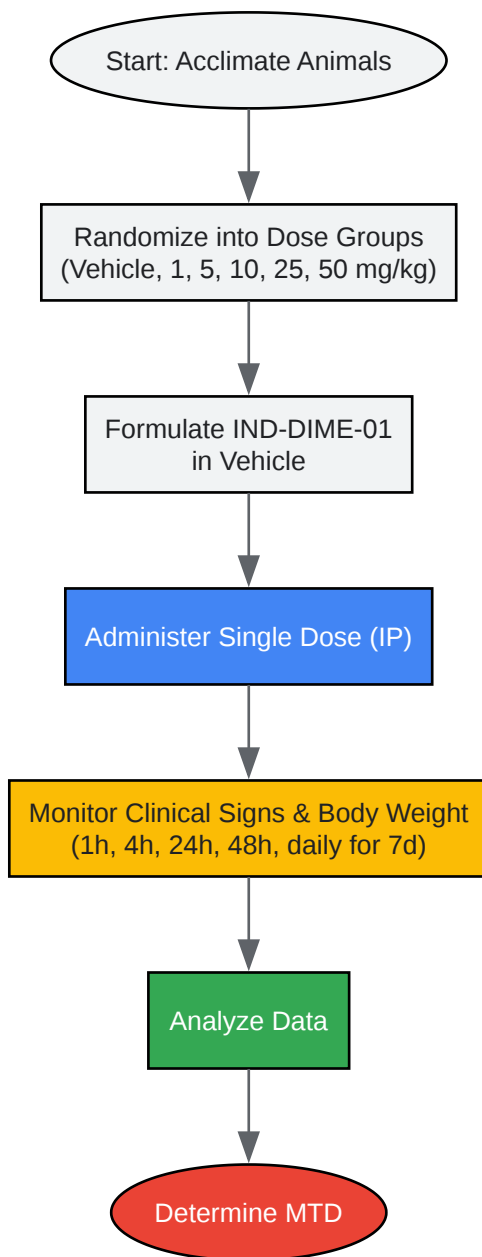 Start: Acclimate Animals
Randomize into Dose Groups
(Vehicle, 1, 5, 10, 25, 50 mg/kg)
Formulate IND-DIME-01
in Vehicle
Administer Single Dose (IP)
Monitor Clinical Signs & Body Weight
(1h, 4h, 24h, 48h, daily for 7d)
Analyze Data
Determine MTD